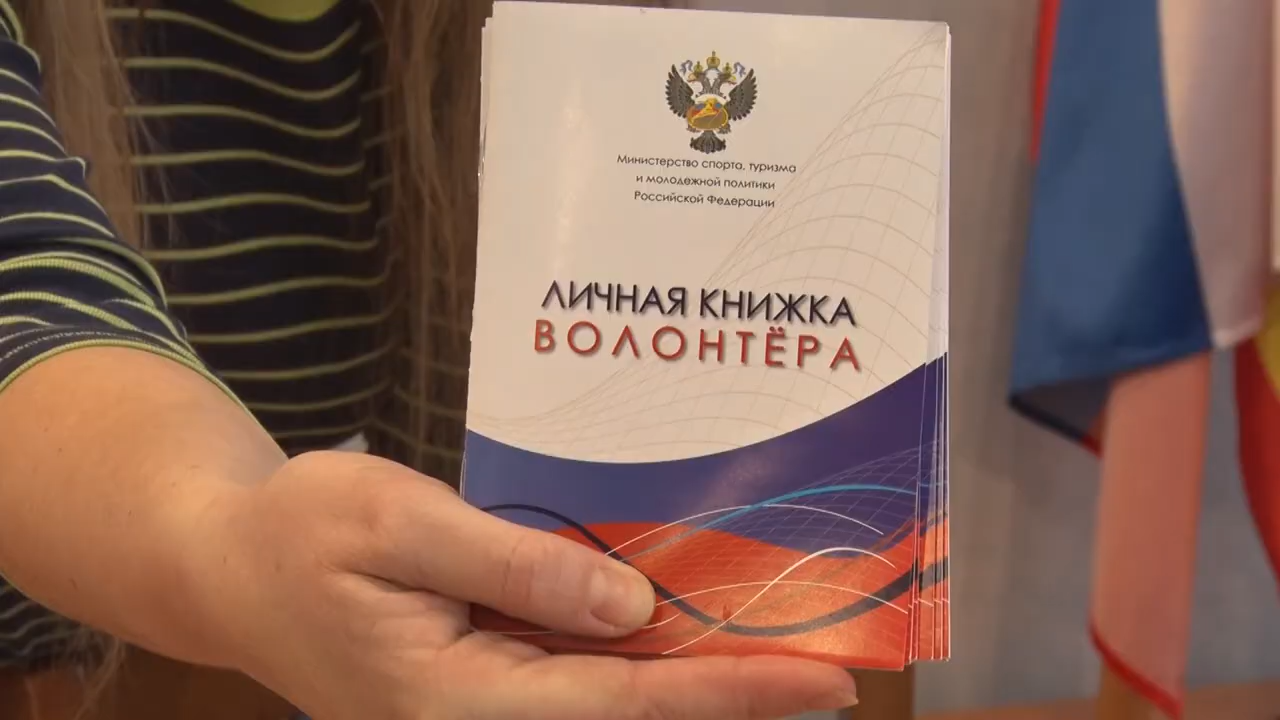 Министерство спорта, туризма
и молодежной политики
Российской Федерации
ЛИЧНАЯ КНИЖКА
ВОЛОНТЁРА